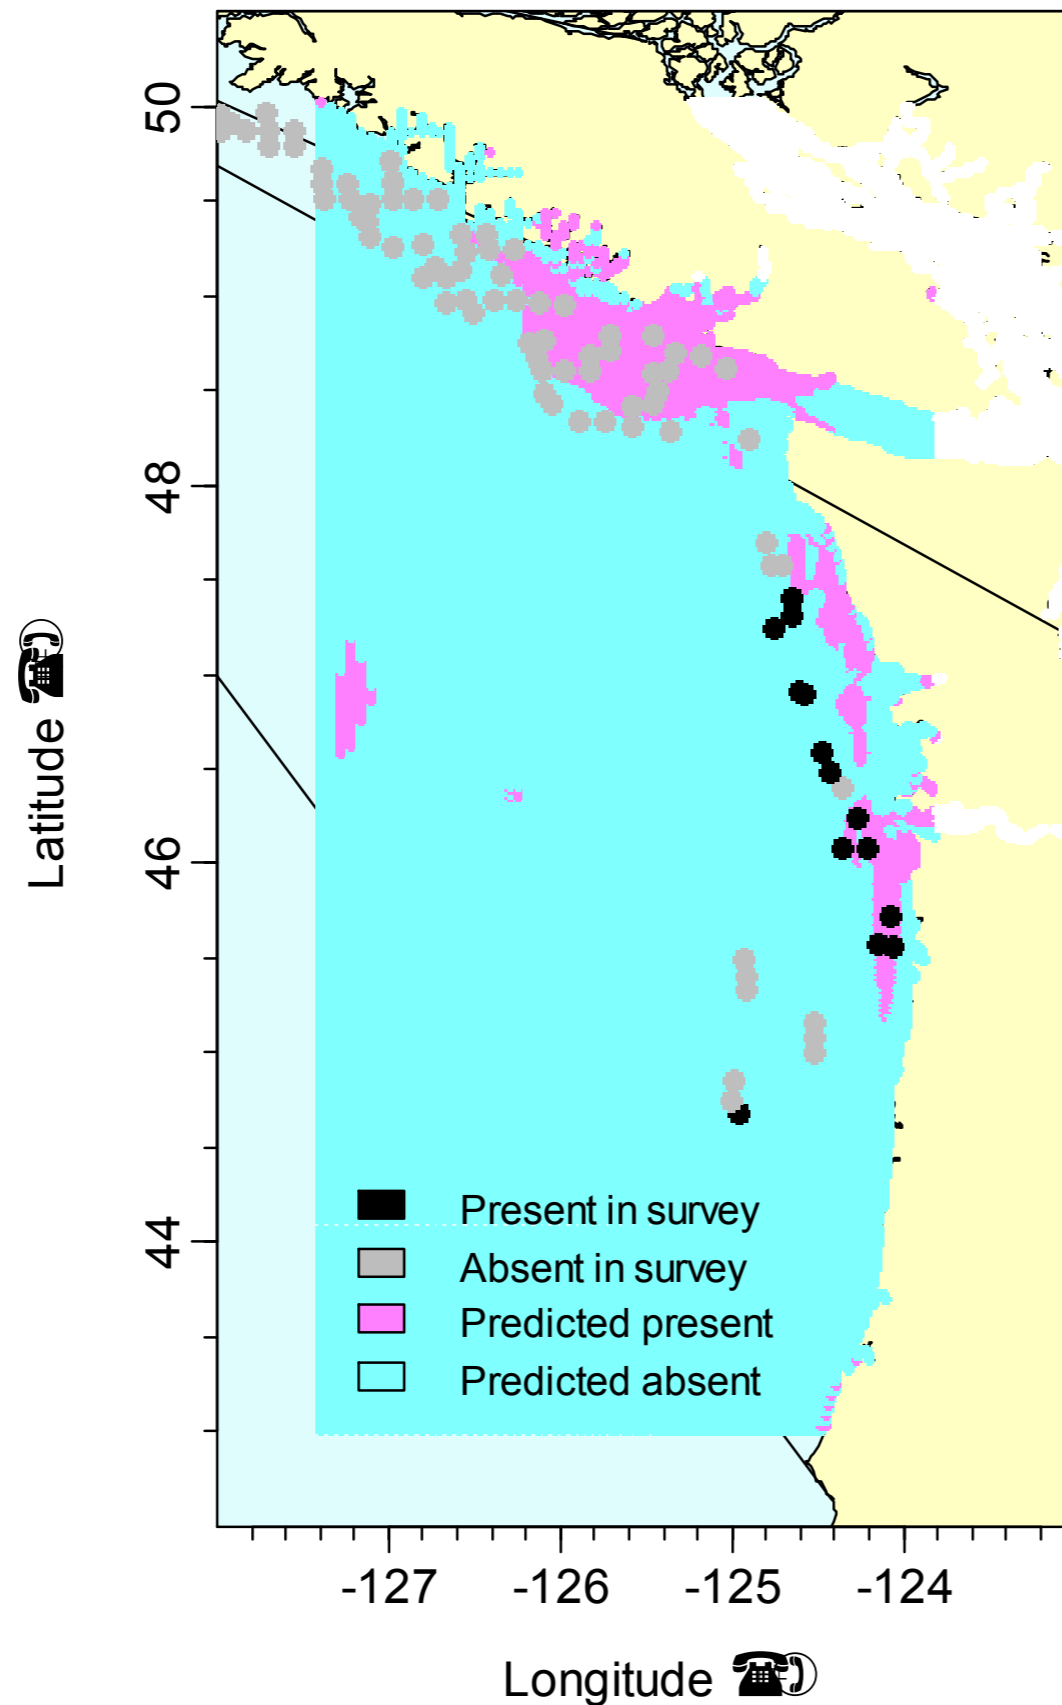 50
48
46
44
Latitude ☎
Present in survey
Absent in survey
Predicted present
Predicted absent
-127
-126
-125
-124
Longitude ☎